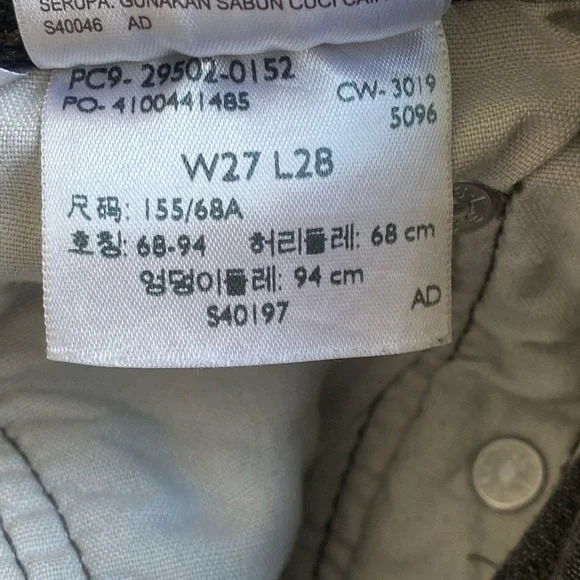 SERUPA. GUNAKAN SABUN CUCI CAIR
S40046 AD
PC9- 29502-0152
PO- 4100441485
CW- 3019
5096
W27 L28
尺码: 155/68A
호칭: 68-94 허리둘레: 68 cm
엉덩이둘레: 94 cm
S40197
AD